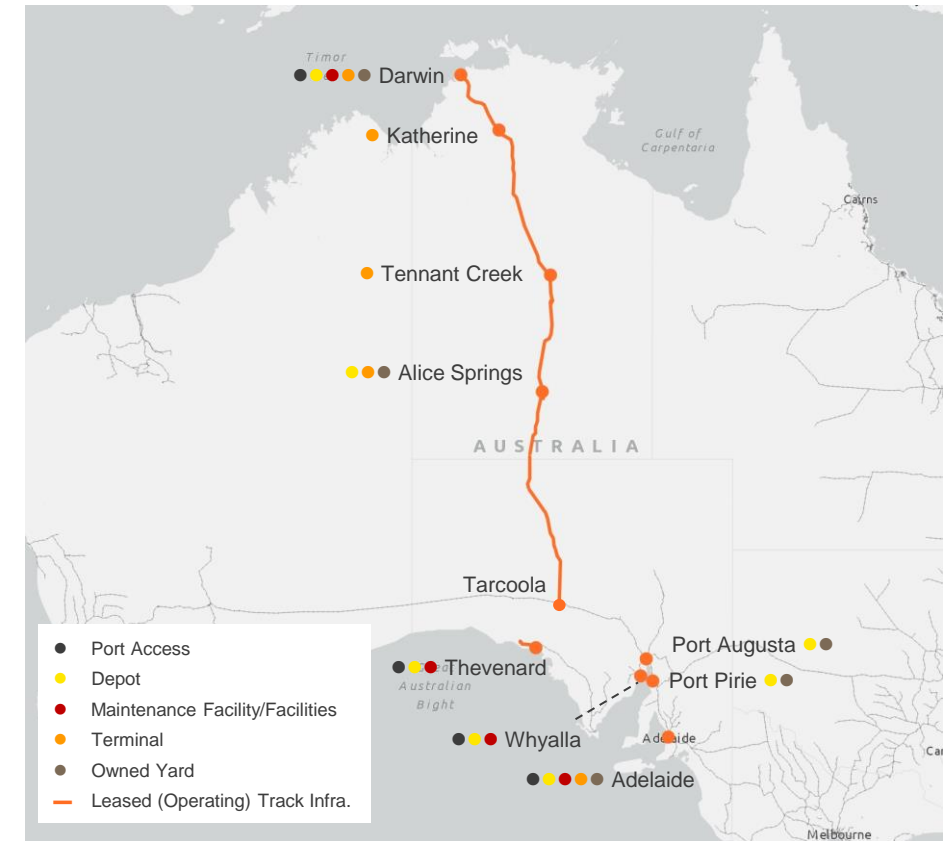 Timor
Darwin
Katherine
Gulf of
Carpentaria
Cairns
Tennant Creek
Alice Springs
AUSTRALIA
Tarcoola
Port Augusta
Thevenard
Port Pirie
Australian
Bight
Whyalla
Adelaide
Adelaide
Melbourne
Port Access
Depot
Maintenance Facility/Facilities
Terminal
Owned Yard
Leased (Operating) Track Infra.